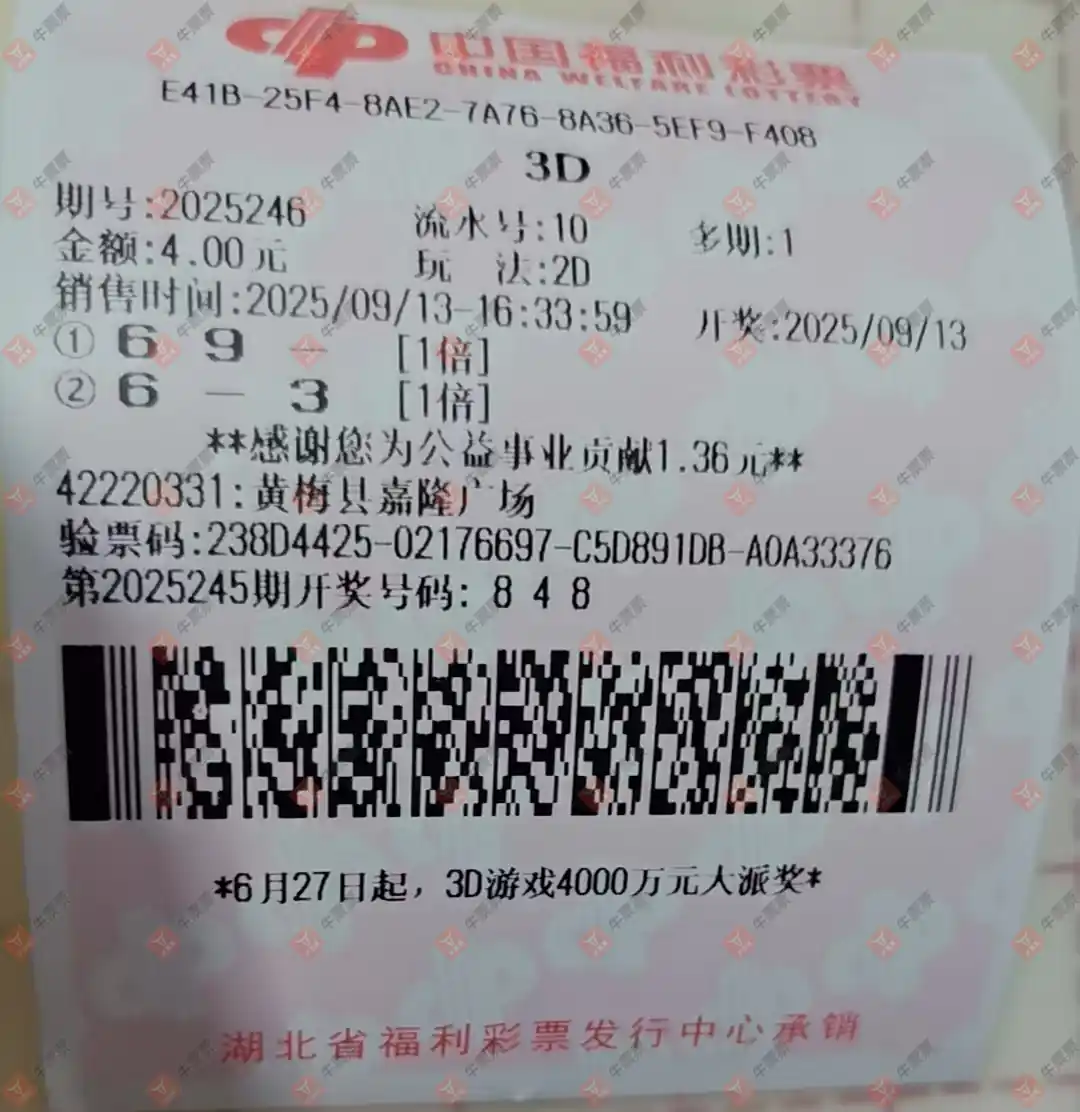 中国福利彩票
CHINA WELFARE LOTTERY
E41B-25F4-8AE2-7A76-8A36-5EF9-F408
3D
期号:2025246 流水号:10 多期:1
金额:4.00元 玩 法:2D
销售时间:2025/09/13-16:33:59 开奖:2025/09/13
① 6 9 — [1倍]
② 6 — 3 [1倍]
**感谢您为公益事业贡献1.36元**
42220331:黄梅县嘉隆广场
验票码:238D4425-02176697-C5D891DB-A0A33376
第2025245期开奖号码: 8 4 8
*6月27日起，3D游戏4000万元大派奖*
湖北省福利彩票发行中心承销
牛票票